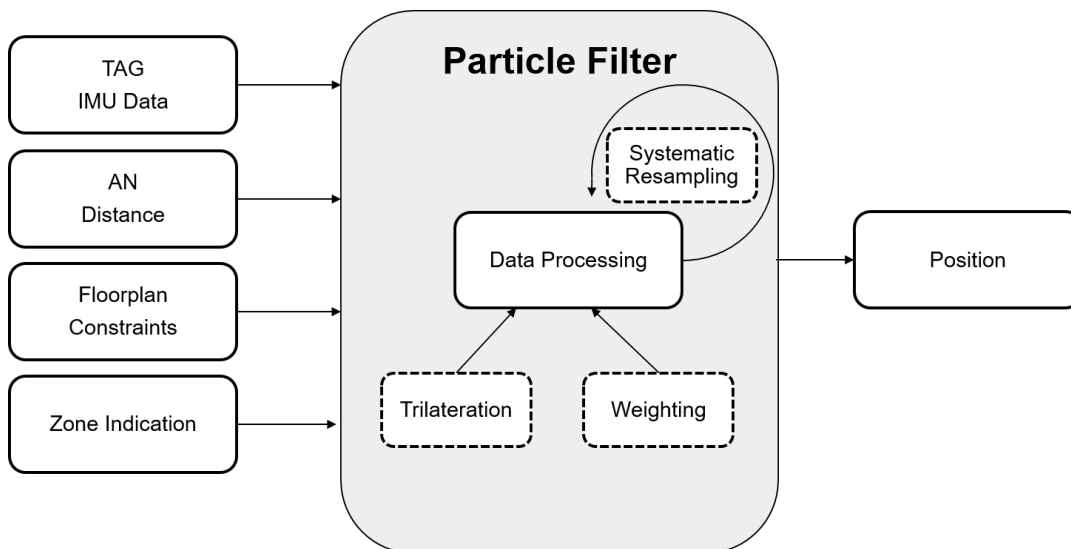 TAG
IMU Data
AN
Distance
Floorplan
Constraints
Zone Indication
Particle Filter
Systematic
Resampling
Data Processing
Trilateration
Weighting
Position